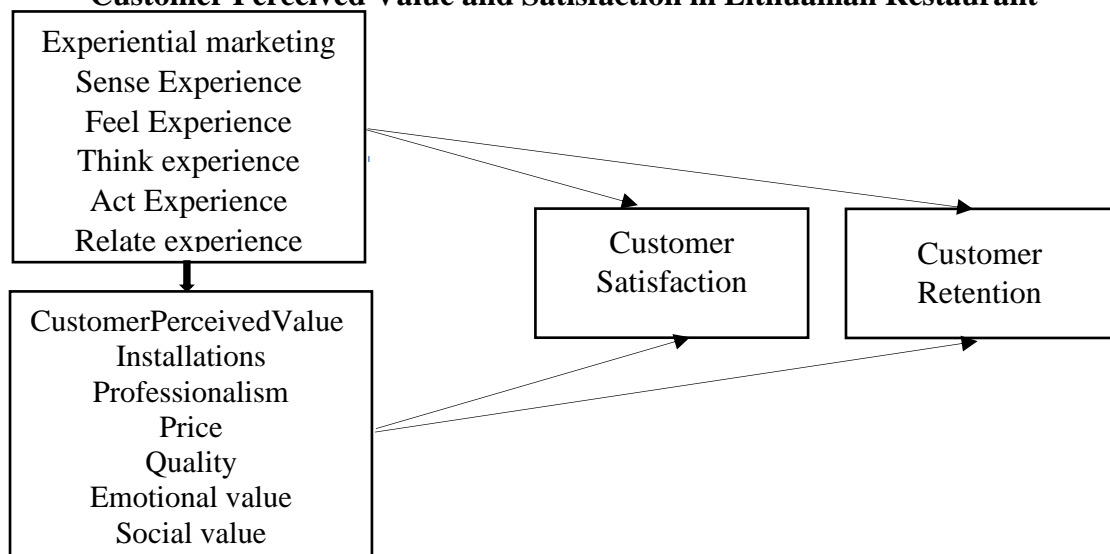 Customer Perceived Value and Satisfaction in Lithuanian Restaurant
Experiential marketing
Sense Experience
Feel Experience
Think experience
Act Experience
Relate experience
Customer
Satisfaction
Customer
Retention
CustomerPerceivedValue
Installations
Professionalism
Price
Quality
Emotional value
Social value